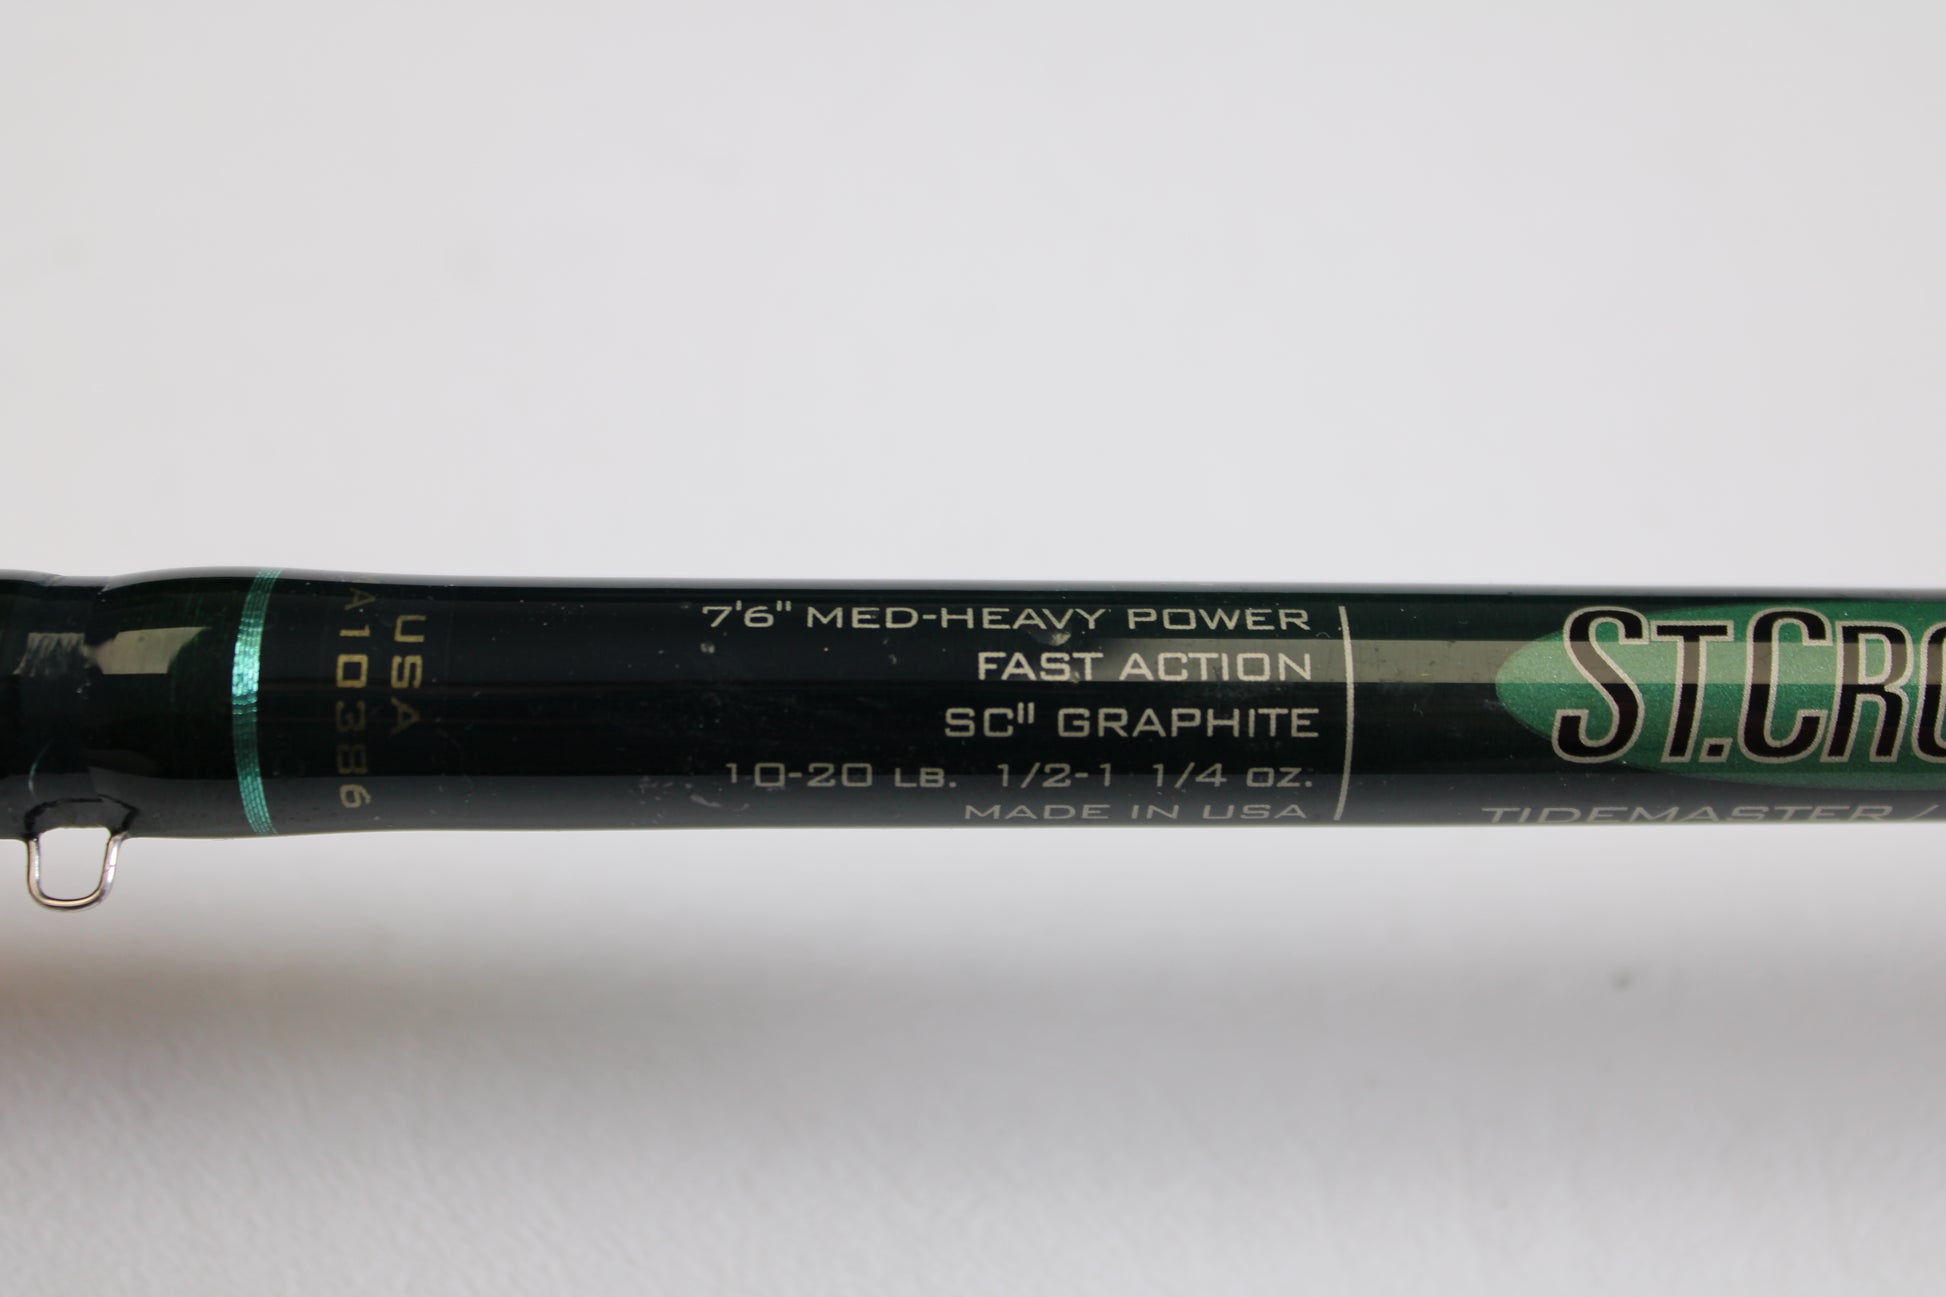 USA
A10386
7'6" MED-HEAVY POWER
FAST ACTION
SC" GRAPHITE
10-20 LB. 1/2-1 1/4 OZ.
MADE IN USA
ST.CRO
TIDEMASTER /